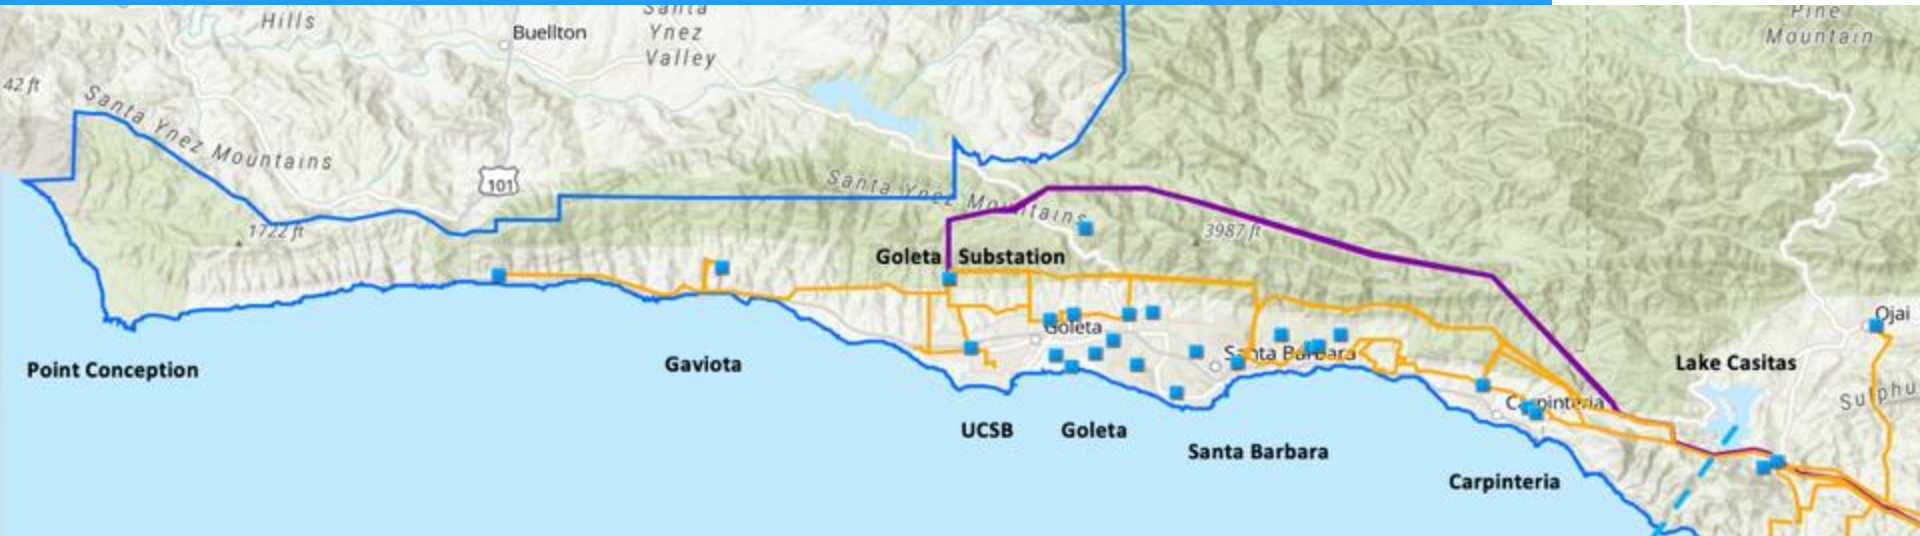 Hills
Buellton
Santa
Ynez
Valley
Pine
Mountain
42 ft
Santa Ynez Mountains
101
Santa Ynez Mountains
1722 ft
3987 ft
Goleta Substation
Ojai
Goleta
Santa Barbara
Point Conception
Gaviota
Lake Casitas
Sulphu
Carpinteria
UCSB
Goleta
Santa Barbara
Carpinteria